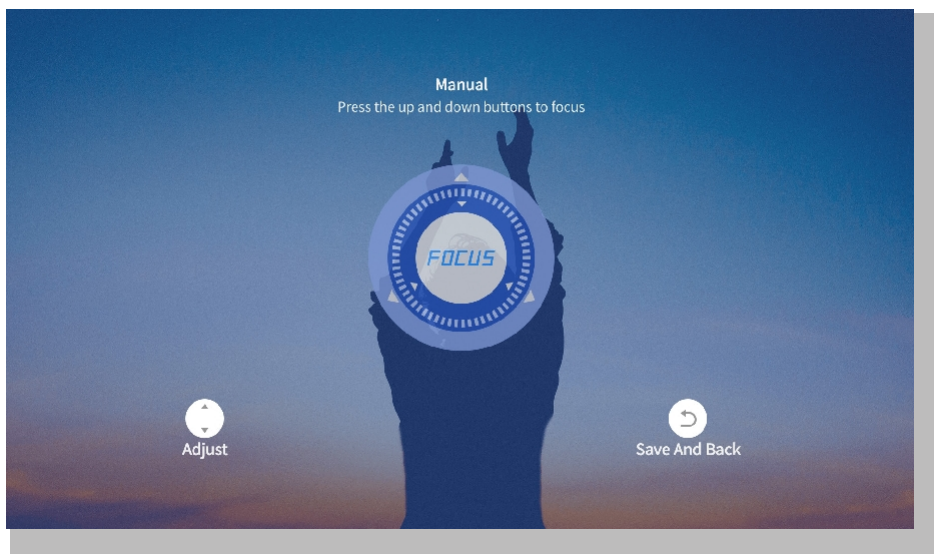 Manual
Press the up and down buttons to focus
FOCUS
Adjust
Save And Back